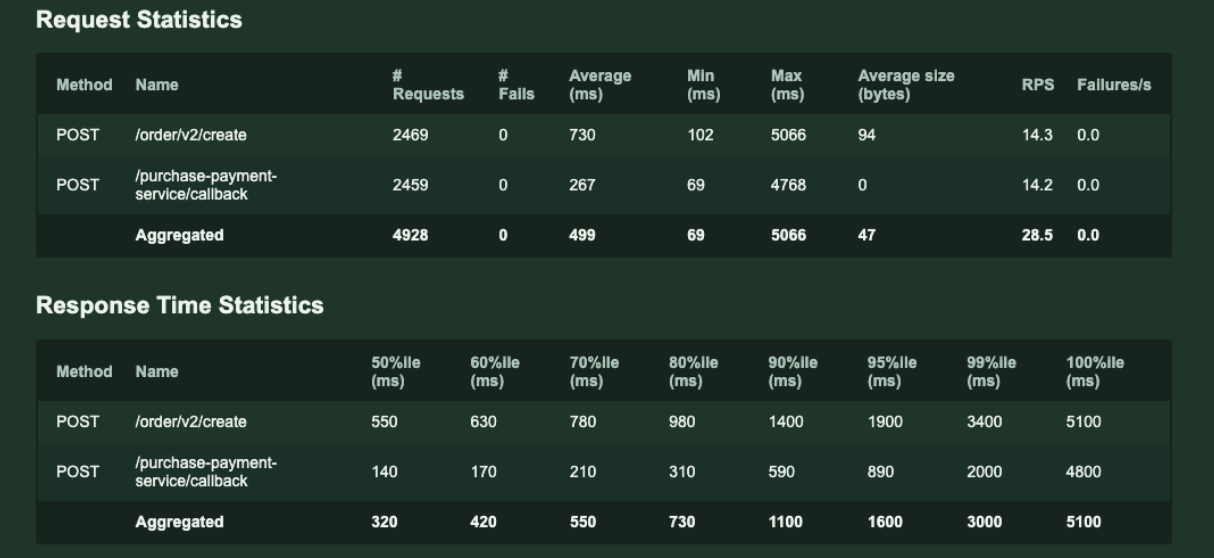 Request Statistics
Method Name # Requests # Fails Average (ms) Min (ms) Max (ms) Average size (bytes) RPS Failures/s
POST /order/v2/create 2469 0 730 102 5066 94 14.3 0.0
POST /purchase-payment-service/callback 2459 0 267 69 4768 0 14.2 0.0
Aggregated 4928 0 499 69 5066 47 28.5 0.0
Response Time Statistics
Method Name 50%ile (ms) 60%ile (ms) 70%ile (ms) 80%ile (ms) 90%ile (ms) 95%ile (ms) 99%ile (ms) 100%ile (ms)
POST /order/v2/create 550 630 780 980 1400 1900 3400 5100
POST /purchase-payment-service/callback 140 170 210 310 590 890 2000 4800
Aggregated 320 420 550 730 1100 1600 3000 5100